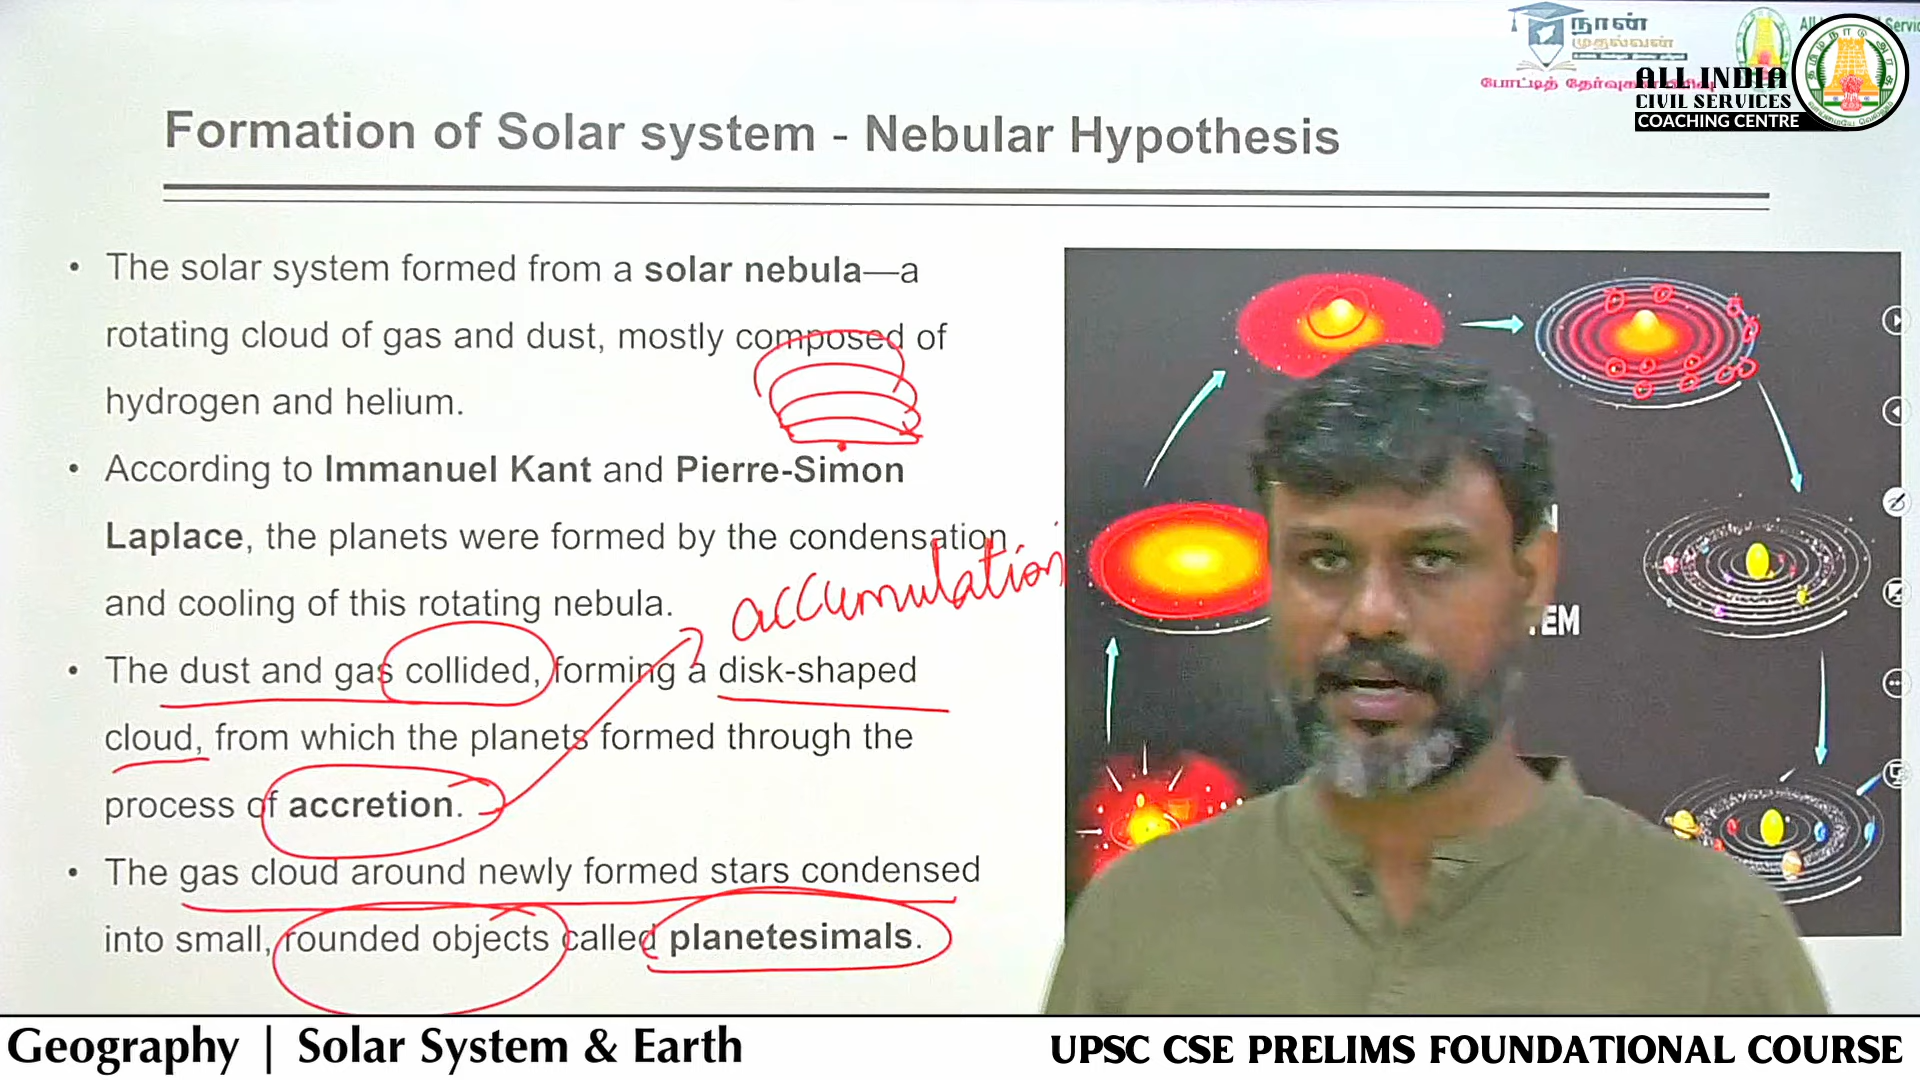 நான்
முதல்வன்
ALL INDIA
CIVIL SERVICES
COACHING CENTRE
Formation of Solar system - Nebular Hypothesis
• The solar system formed from a solar nebula—a
rotating cloud of gas and dust, mostly composed of
hydrogen and helium.
• According to Immanuel Kant and Pierre-Simon
Laplace, the planets were formed by the condensation
and cooling of this rotating nebula.
accumulation
• The dust and gas collided, forming a disk-shaped
cloud, from which the planets formed through the
process of accretion.
• The gas cloud around newly formed stars condensed
into small, rounded objects called planetesimals.
Geography | Solar System & Earth
UPSC CSE PRELIMS FOUNDATIONAL COURSE